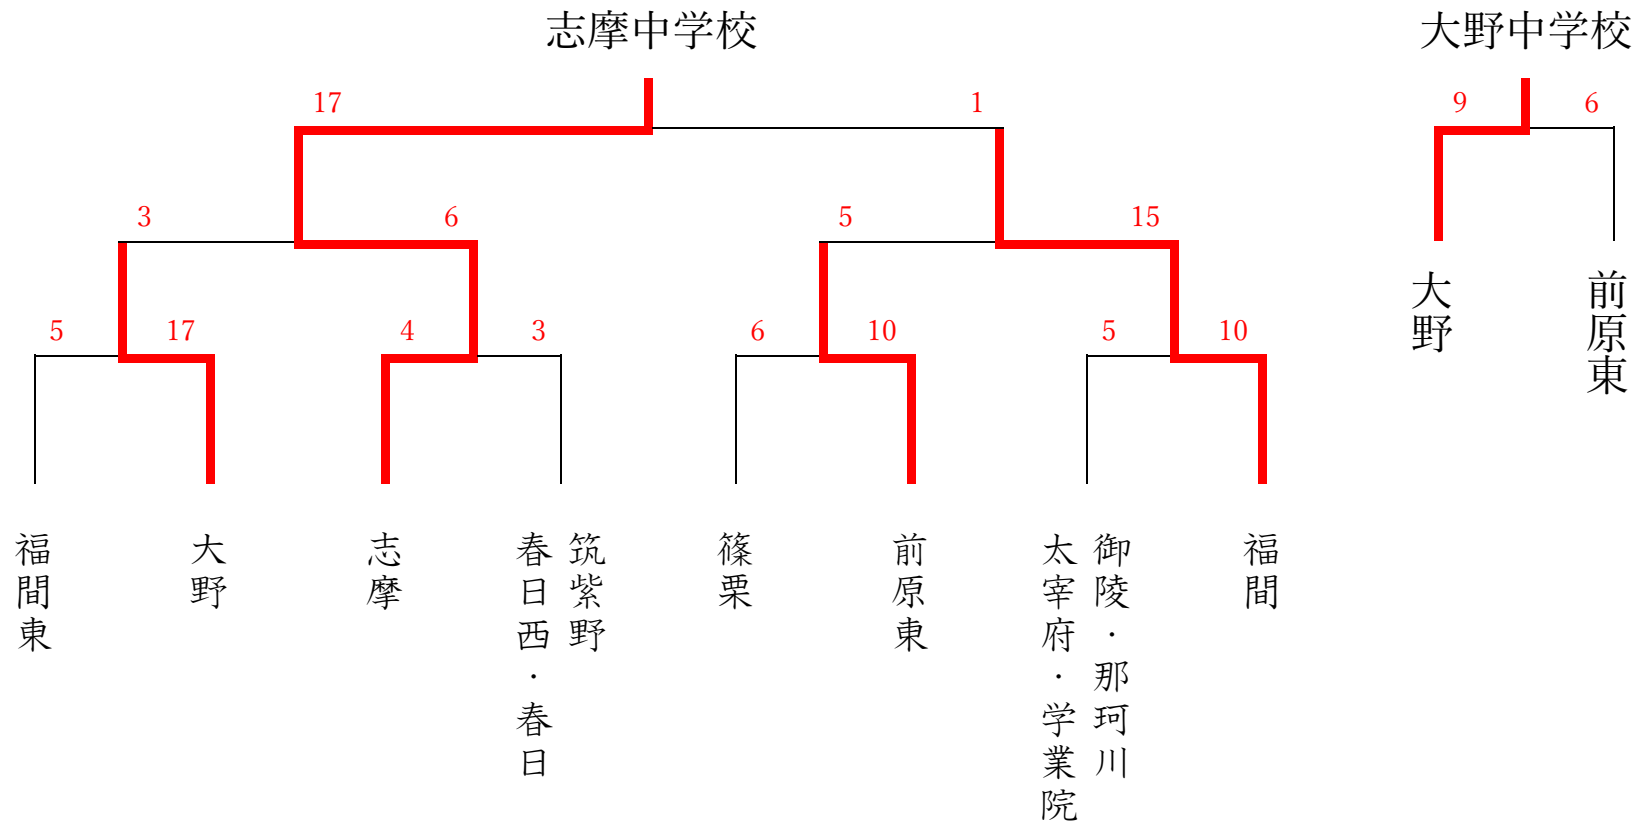 志摩中学校
大野中学校
17
1
9
6
3
6
5
15
大野
前原東
5
17
4
3
6
10
5
10
福間東
大野
志摩
筑紫野
春日西・春日
篠栗
前原東
御陵・那珂川
太宰府・学業院
福間